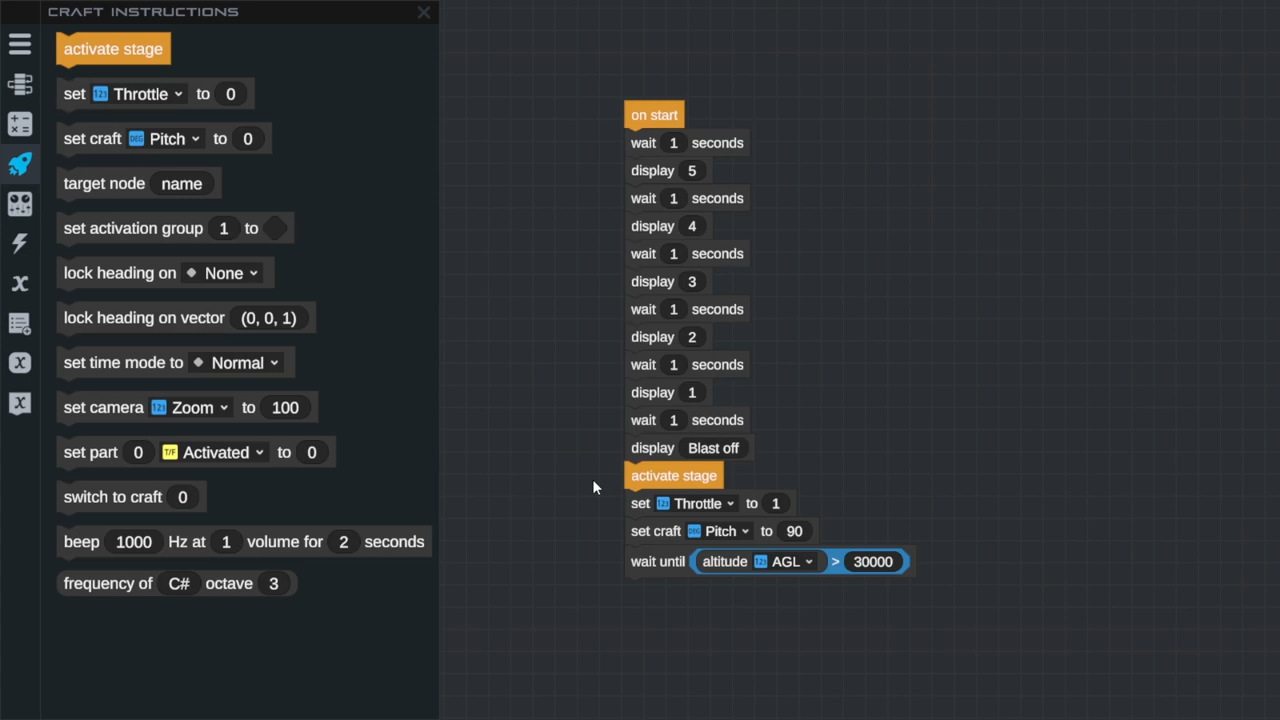 CRAFT INSTRUCTIONS
activate stage
set 123 Throttle to 0
set craft DEG Pitch to 0
target node name
set activation group 1 to
lock heading on None
lock heading on vector (0, 0, 1)
set time mode to Normal
set camera 123 Zoom to 100
set part 0 T/F Activated to 0
switch to craft 0
beep 1000 Hz at 1 volume for 2 seconds
frequency of C# octave 3
on start
wait 1 seconds
display 5
wait 1 seconds
display 4
wait 1 seconds
display 3
wait 1 seconds
display 2
wait 1 seconds
display 1
wait 1 seconds
display Blast off
activate stage
set 123 Throttle to 1
set craft DEG Pitch to 90
wait until altitude 123 AGL > 30000